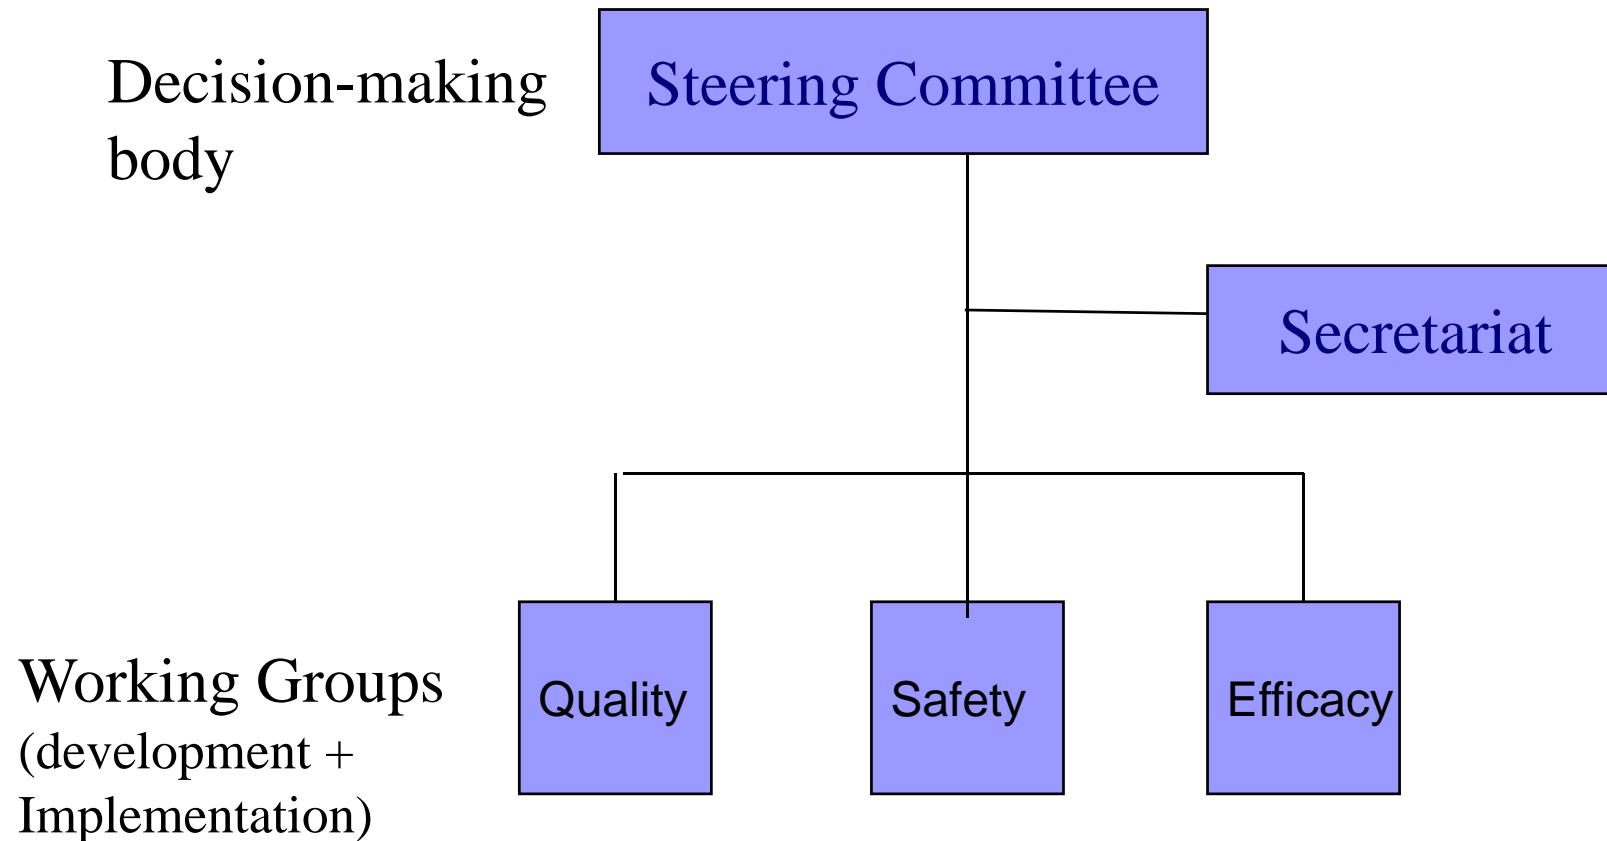 Decision-making
body
Steering Committee
Secretariat
Working Groups
(development +
Implementation)
Quality
Safety
Efficacy